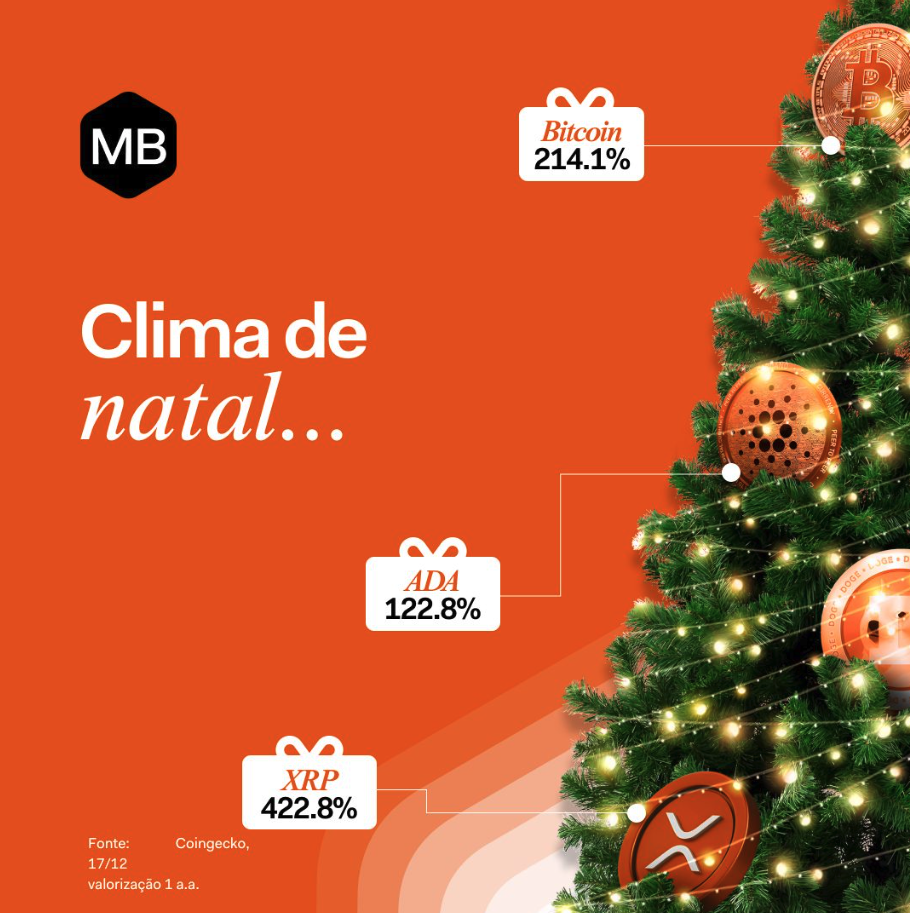 MB
Bitcoin
214.1%
Clima de
natal...
ADA
122.8%
XRP
422.8%
Fonte: Coingecko,
17/12
valorização 1 a.a.